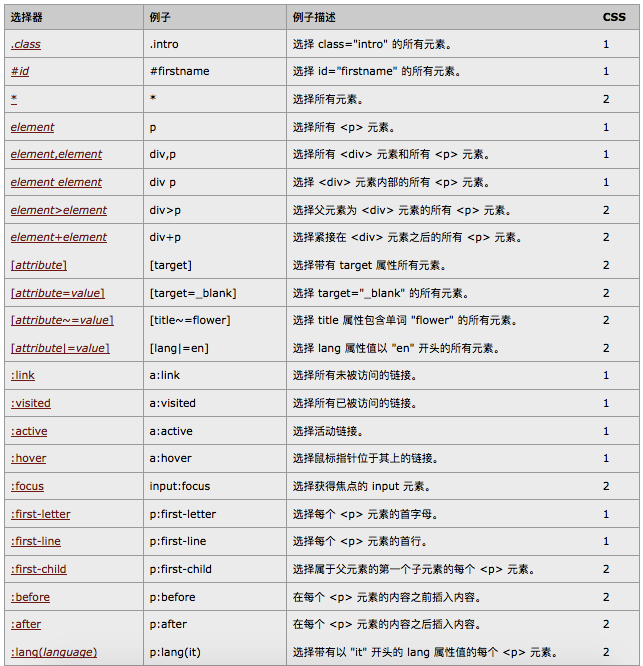 选择器 例子 例子描述 CSS
.class .intro 选择 class="intro" 的所有元素。 1
#id #firstname 选择 id="firstname" 的所有元素。 1
* * 选择所有元素。 2
element p 选择所有 <p> 元素。 1
element,element div,p 选择所有 <div> 元素和所有 <p> 元素。 1
element element div p 选择 <div> 元素内部的所有 <p> 元素。 1
element>element div>p 选择父元素为 <div> 元素的所有 <p> 元素。 2
element+element div+p 选择紧接在 <div> 元素之后的所有 <p> 元素。 2
[attribute] [target] 选择带有 target 属性所有元素。 2
[attribute=value] [target=_blank] 选择 target="_blank" 的所有元素。 2
[attribute~=value] [title~=flower] 选择 title 属性包含单词 "flower" 的所有元素。 2
[attribute|=value] [lang|=en] 选择 lang 属性值以 "en" 开头的所有元素。 2
:link a:link 选择所有未被访问的链接。 1
:visited a:visited 选择所有已被访问的链接。 1
:active a:active 选择活动链接。 1
:hover a:hover 选择鼠标指针位于其上的链接。 1
:focus input:focus 选择获得焦点的 input 元素。 2
:first-letter p:first-letter 选择每个 <p> 元素的首字母。 1
:first-line p:first-line 选择每个 <p> 元素的首行。 1
:first-child p:first-child 选择属于父元素的第一个子元素的每个 <p> 元素。 2
:before p:before 在每个 <p> 元素的内容之前插入内容。 2
:after p:after 在每个 <p> 元素的内容之后插入内容。 2
:lang(language) p:lang(it) 选择带有以 "it" 开头的 lang 属性值的每个 <p> 元素。 2